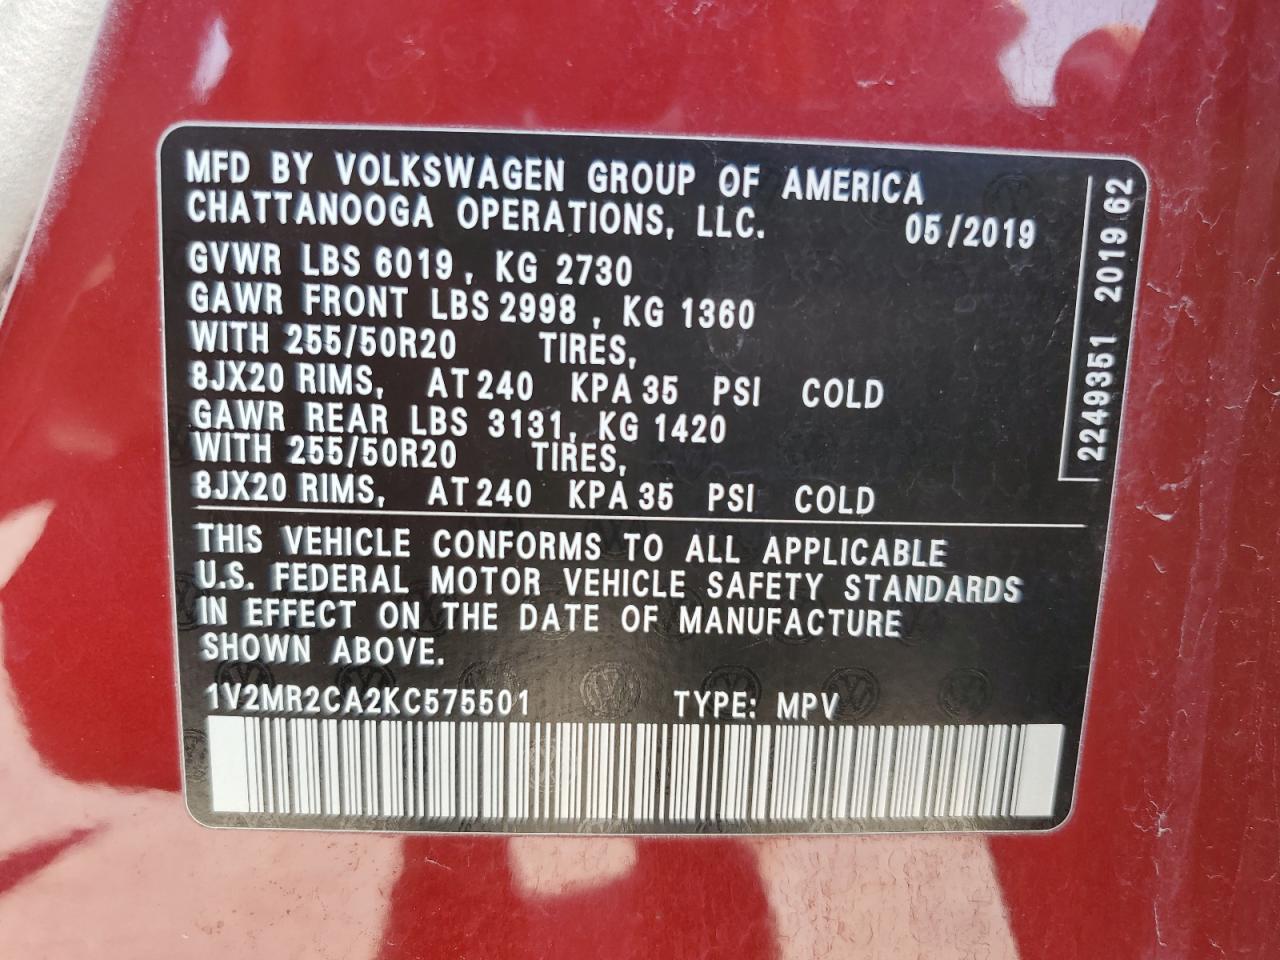 MFD BY VOLKSWAGEN GROUP OF AMERICA
CHATTANOOGA OPERATIONS, LLC. 05/2019
GVWR LBS 6019, KG 2730
GAWR FRONT LBS 2998, KG 1360
WITH 255/50R20 TIRES,
8JX20 RIMS, AT 240 KPA 35 PSI COLD
GAWR REAR LBS 3131, KG 1420
WITH 255/50R20 TIRES,
8JX20 RIMS, AT 240 KPA 35 PSI COLD
THIS VEHICLE CONFORMS TO ALL APPLICABLE
U.S. FEDERAL MOTOR VEHICLE SAFETY STANDARDS
IN EFFECT ON THE DATE OF MANUFACTURE
SHOWN ABOVE.
1V2MR2CA2KC575501 TYPE: MPV
2249351 2019 62